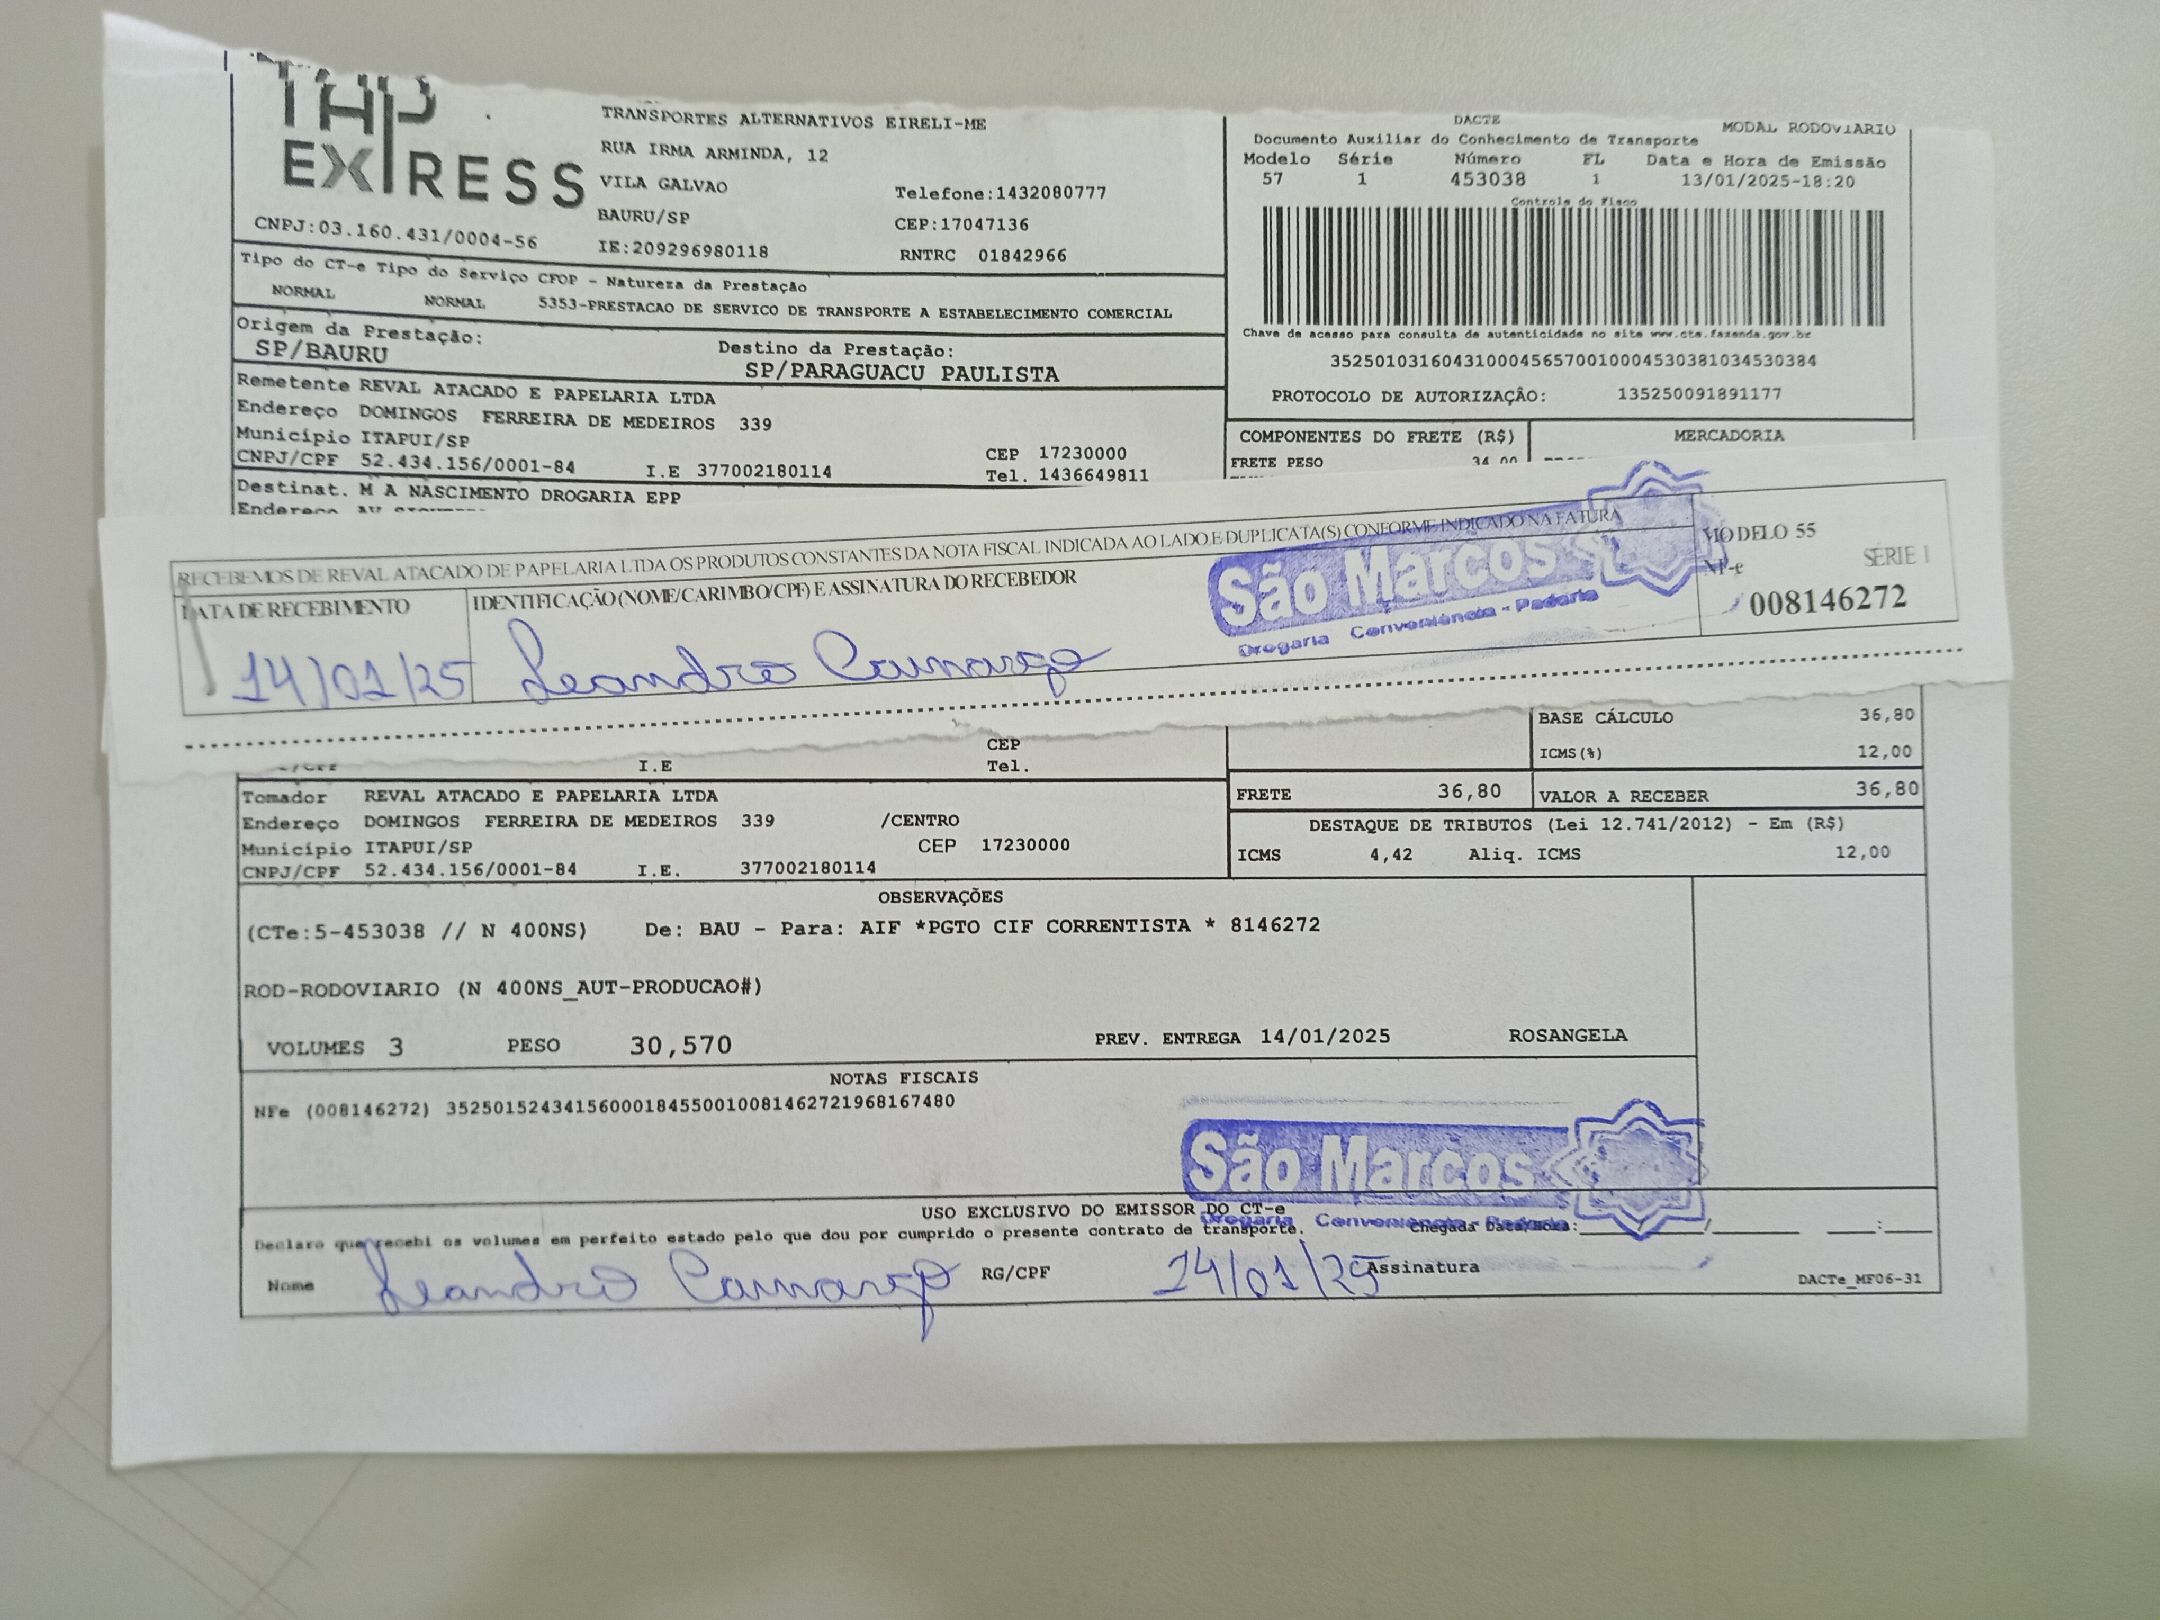 THP
EXPRESS
CNPJ:03.160.431/0004-56
TRANSPORTES ALTERNATIVOS EIRELI-ME
RUA IRMA ARMINDA, 12
VILA GALVAO Telefone:1432080777
BAURU/SP CEP:17047136
IE:209296980118 RNTRC 01842966
DACTE MODAL RODOVIARIO
Documento Auxiliar do Conhecimento de Transporte
Modelo Série Número FL Data e Hora de Emissão
57 1 453038 1 13/01/2025-18:20
Controle do Fisco
Chave de acesso para consulta de autenticidade no site www.cte.fazenda.gov.br
35250103160431000456570010004530381034530384
PROTOCOLO DE AUTORIZAÇÂO: 135250091891177
Tipo do CT-e Tipo do Serviço CFOP - Natureza da Prestação
NORMAL NORMAL 5353-PRESTACAO DE SERVICO DE TRANSPORTE A ESTABELECIMENTO COMERCIAL
Origem da Prestação: Destino da Prestação:
SP/BAURU SP/PARAGUACU PAULISTA
Remetente REVAL ATACADO E PAPELARIA LTDA
Endereço DOMINGOS FERREIRA DE MEDEIROS 339
Município ITAPUI/SP CEP 17230000
CNPJ/CPF 52.434.156/0001-84 I.E 377002180114 Tel. 1436649811
Destinat. M A NASCIMENTO DROGARIA EPP
Endereço AV
COMPONENTES DO FRETE (R$) MERCADORIA
FRETE PESO 34,00
RECEBEMOS DE REVAL ATACADO DE PAPELARIA LTDA OS PRODUTOS CONSTANTES DA NOTA FISCAL INDICADA AO LADO E DUPLICATA(S) CONFORME INDICADO NA FATURA
DATA DE RECEBIMENTO IDENTIFICAÇÃO (NOME/CARIMBO/CPF) E ASSINATURA DO RECEBEDOR
14/01/25 Leandro Camargo
São Marcos
Drogaria Conveniência - Padaria
MODELO 55
NF-e SÉRIE 1
008146272
BASE CÁLCULO 36,80
ICMS(%) 12,00
CEP
CNPJ/CPF I.E Tel.
Tomador REVAL ATACADO E PAPELARIA LTDA
Endereço DOMINGOS FERREIRA DE MEDEIROS 339 /CENTRO
Município ITAPUI/SP CEP 17230000
CNPJ/CPF 52.434.156/0001-84 I.E. 377002180114
FRETE 36,80 VALOR A RECEBER 36,80
DESTAQUE DE TRIBUTOS (Lei 12.741/2012) - Em (R$)
ICMS 4,42 Aliq. ICMS 12,00
OBSERVAÇÕES
(CTe:5-453038 // N 400NS) De: BAU - Para: AIF *PGTO CIF CORRENTISTA * 8146272
ROD-RODOVIARIO (N 400NS_AUT-PRODUCAO#)
VOLUMES 3 PESO 30,570 PREV. ENTREGA 14/01/2025 ROSANGELA
NOTAS FISCAIS
NFe (008146272) 35250152434156000184550010081462721968167480
São Marcos
Drogaria Conveniência - Padaria
USO EXCLUSIVO DO EMISSOR DO CT-e
Declaro que recebi os volumes em perfeito estado pelo que dou por cumprido o presente contrato de transporte. Chegada Data/Hora: / :
Nome Leandro Camargo RG/CPF 14/01/25 Assinatura
DACTe_MF06-31